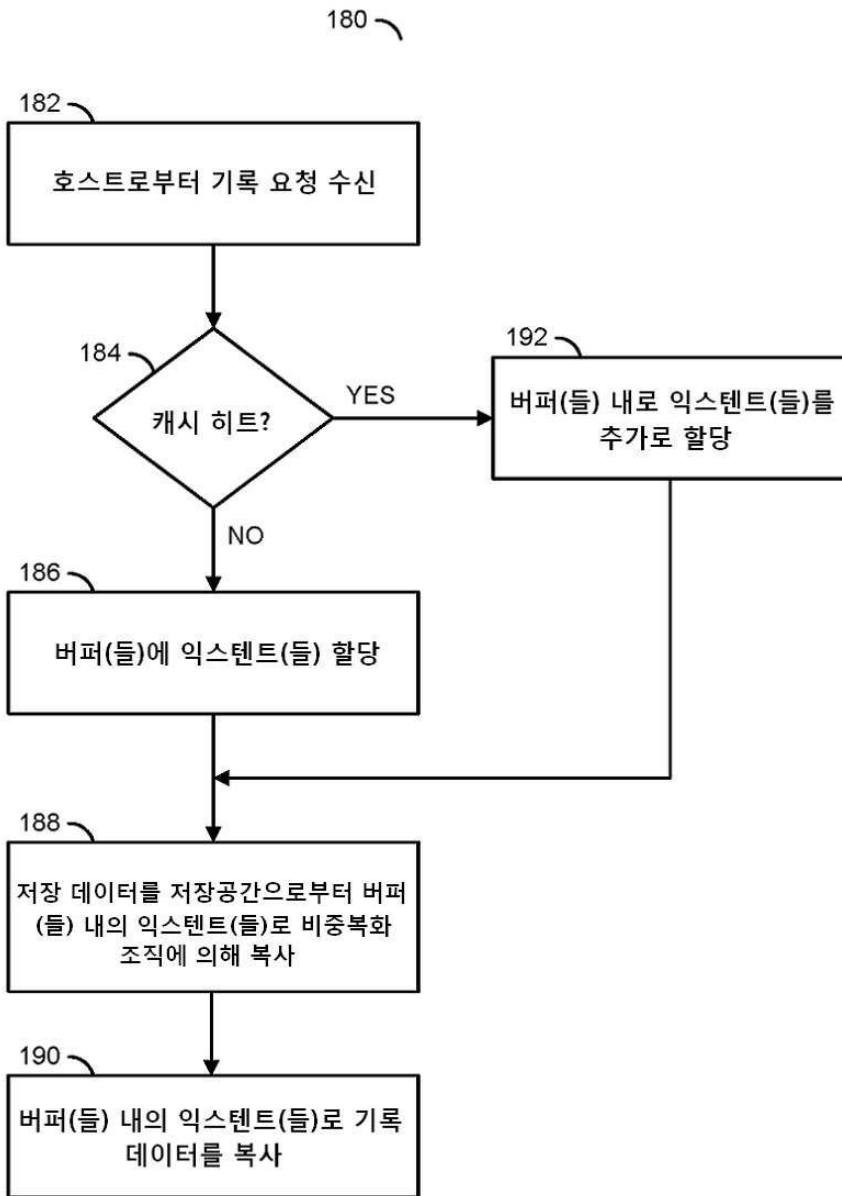 180
182
호스트로부터 기록 요청 수신
184
캐시 히트?
YES
192
버퍼(들) 내로 익스텐트(들)를
추가로 할당
NO
186
버퍼(들)에 익스텐트(들) 할당
188
저장 데이터를 저장공간으로부터 버퍼
(들) 내의 익스텐트(들)로 비중복화
조직에 의해 복사
190
버퍼(들) 내의 익스텐트(들)로 기록
데이터를 복사